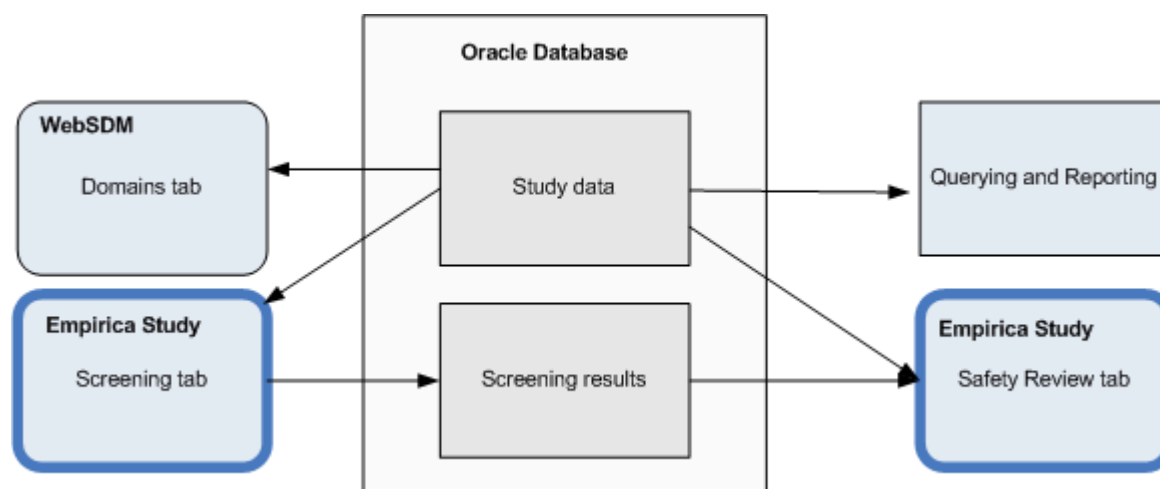 Oracle Database
WebSDM
Domains tab
Study data
Querying and Reporting
Empirica Study
Screening tab
Screening results
Empirica Study
Safety Review tab